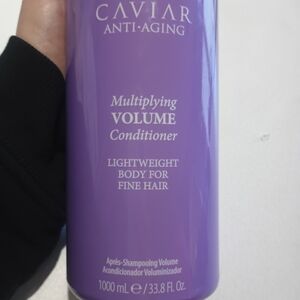 CAVIAR
ANTI·AGING
Multiplying
VOLUME
Conditioner
LIGHTWEIGHT
BODY FOR
FINE HAIR
Après-Shampooing Volume
Acondicionador Voluminizador
1000 mL ℮ / 33.8 Fl. Oz.